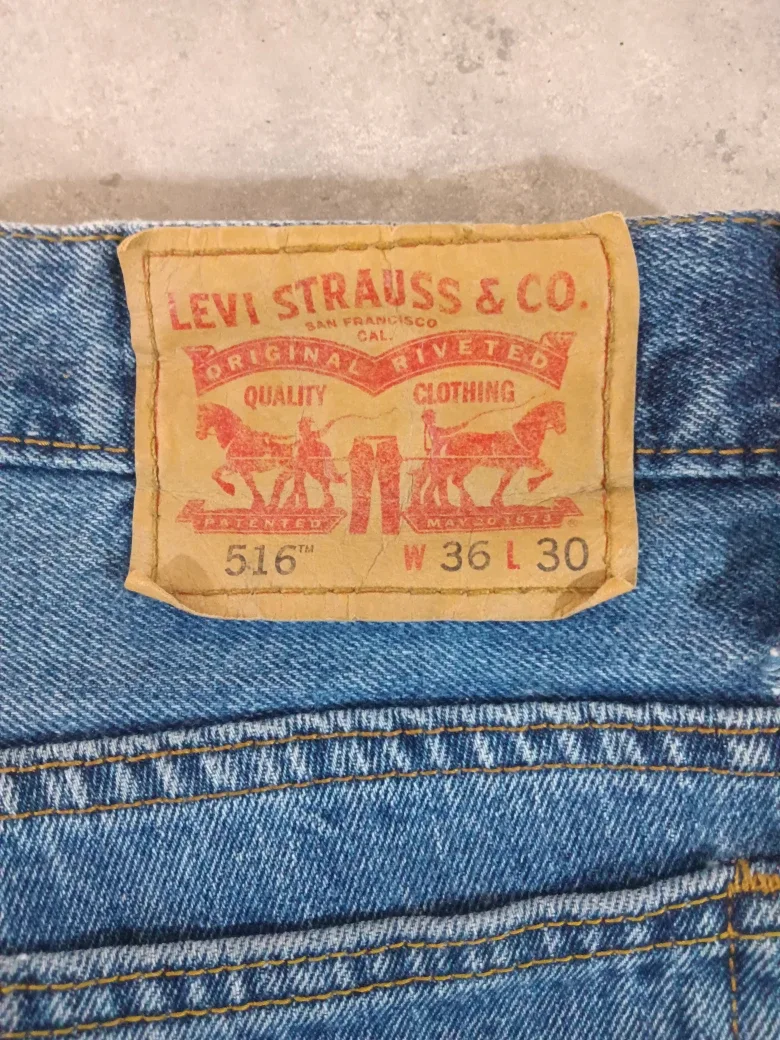 LEVI STRAUSS & CO.
SAN FRANCISCO
CAL.
ORIGINAL RIVETED
QUALITY CLOTHING
PATENTED MAY 20 1873 ®
516™ W 36 L 30